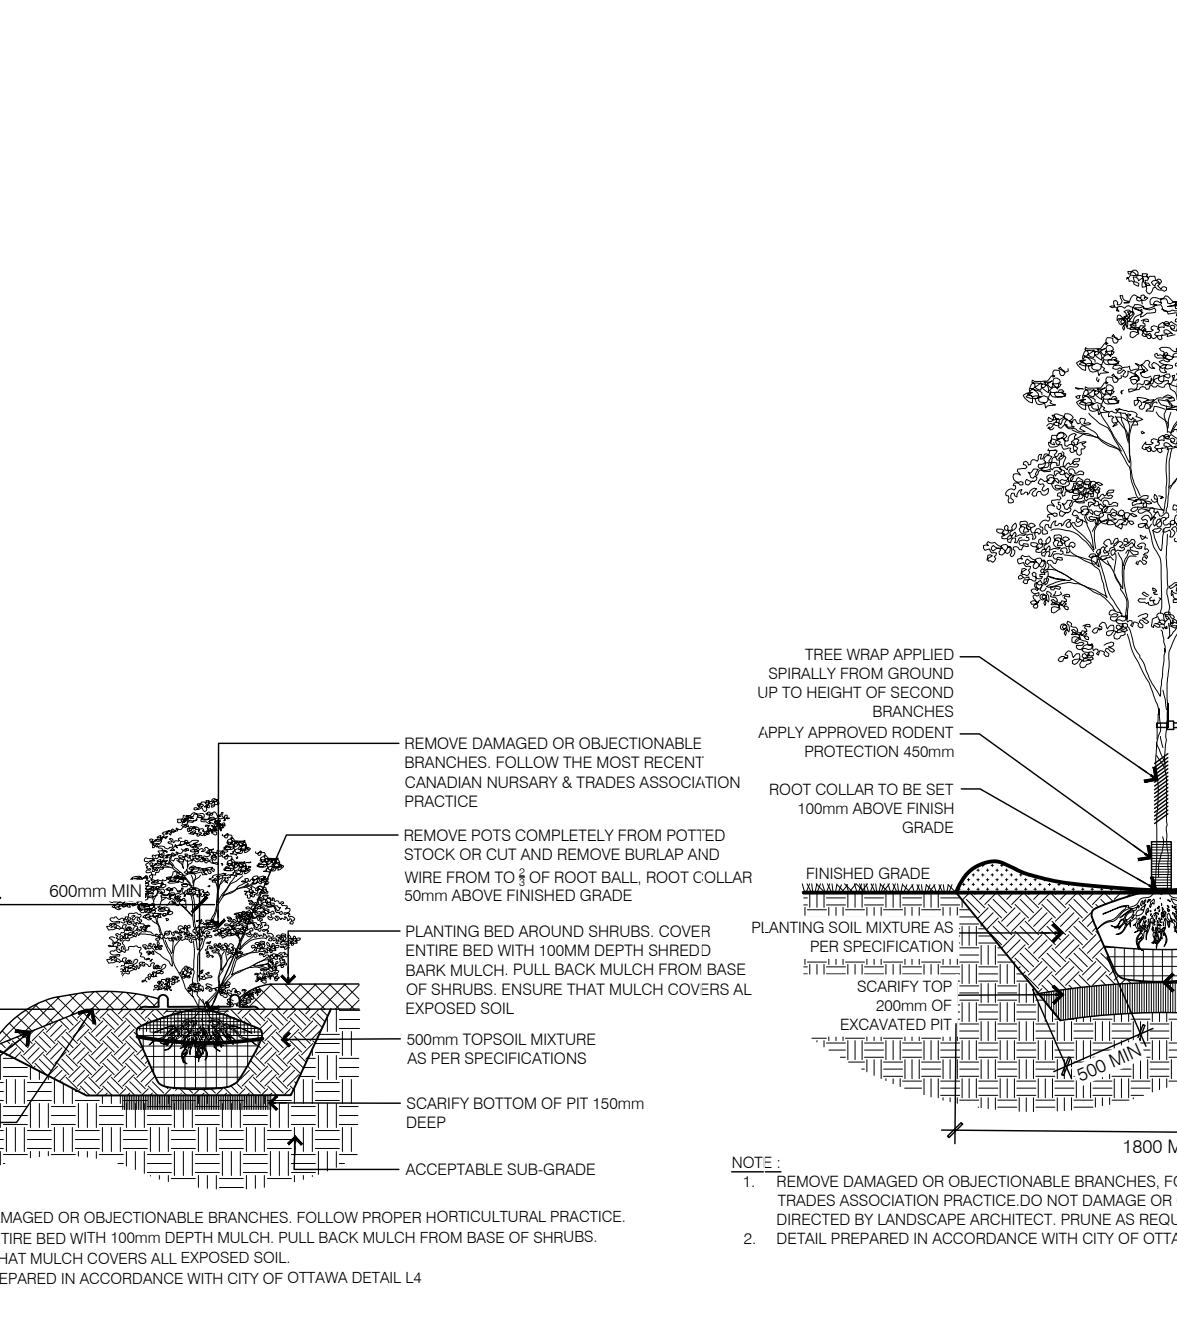 600mm MIN
REMOVE DAMAGED OR OBJECTIONABLE
BRANCHES. FOLLOW THE MOST RECENT
CANADIAN NURSARY & TRADES ASSOCIATION
PRACTICE
REMOVE POTS COMPLETELY FROM POTTED
STOCK OR CUT AND REMOVE BURLAP AND
WIRE FROM TO 2/3 OF ROOT BALL, ROOT COLLAR
50mm ABOVE FINISHED GRADE
PLANTING BED AROUND SHRUBS. COVER
ENTIRE BED WITH 100MM DEPTH SHREDD
BARK MULCH. PULL BACK MULCH FROM BASE
OF SHRUBS. ENSURE THAT MULCH COVERS AL
EXPOSED SOIL
500mm TOPSOIL MIXTURE
AS PER SPECIFICATIONS
SCARIFY BOTTOM OF PIT 150mm
DEEP
ACCEPTABLE SUB-GRADE
MAGED OR OBJECTIONABLE BRANCHES. FOLLOW PROPER HORTICULTURAL PRACTICE.
TIRE BED WITH 100mm DEPTH MULCH. PULL BACK MULCH FROM BASE OF SHRUBS.
HAT MULCH COVERS ALL EXPOSED SOIL.
EPARED IN ACCORDANCE WITH CITY OF OTTAWA DETAIL L4
TREE WRAP APPLIED
SPIRALLY FROM GROUND
UP TO HEIGHT OF SECOND
BRANCHES
APPLY APPROVED RODENT
PROTECTION 450mm
ROOT COLLAR TO BE SET
100mm ABOVE FINISH
GRADE
FINISHED GRADE
PLANTING SOIL MIXTURE AS
PER SPECIFICATION
SCARIFY TOP
200mm OF
EXCAVATED PIT
500 MIN
1800 M
NOTE :
1. REMOVE DAMAGED OR OBJECTIONABLE BRANCHES, FO
TRADES ASSOCIATION PRACTICE.DO NOT DAMAGE OR
DIRECTED BY LANDSCAPE ARCHITECT. PRUNE AS REQU
2. DETAIL PREPARED IN ACCORDANCE WITH CITY OF OTTA